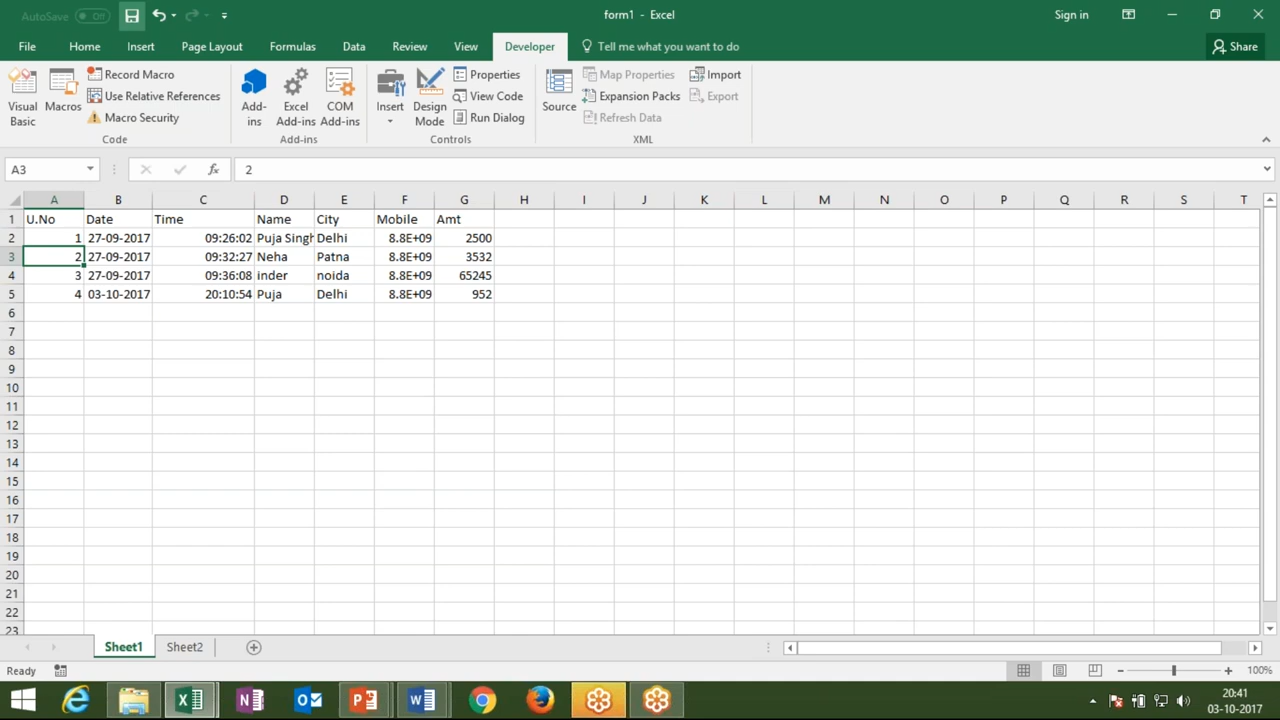 AutoSave Off
form1 - Excel
Sign in
File Home Insert Page Layout Formulas Data Review View Developer Tell me what you want to do Share
Visual Basic
Macros
Record Macro
Use Relative References
Macro Security
Code
Add-ins
Excel Add-ins
COM Add-ins
Add-ins
Insert
Design Mode
Properties
View Code
Run Dialog
Controls
Source
Map Properties
Expansion Packs
Refresh Data
Import
Export
XML
A3 fx 2
A B C D E F G H I J K L M N O P Q R S T
1 U.No Date Time Name City Mobile Amt
2 1 27-09-2017 09:26:02 Puja Singh Delhi 8.8E+09 2500
3 2 27-09-2017 09:32:27 Neha Patna 8.8E+09 3532
4 3 27-09-2017 09:36:08 inder noida 8.8E+09 65245
5 4 03-10-2017 20:10:54 Puja Delhi 8.8E+09 952
6
7
8
9
10
11
12
13
14
15
16
17
18
19
20
21
22
23
Sheet1 Sheet2
Ready 100%
20:41
03-10-2017